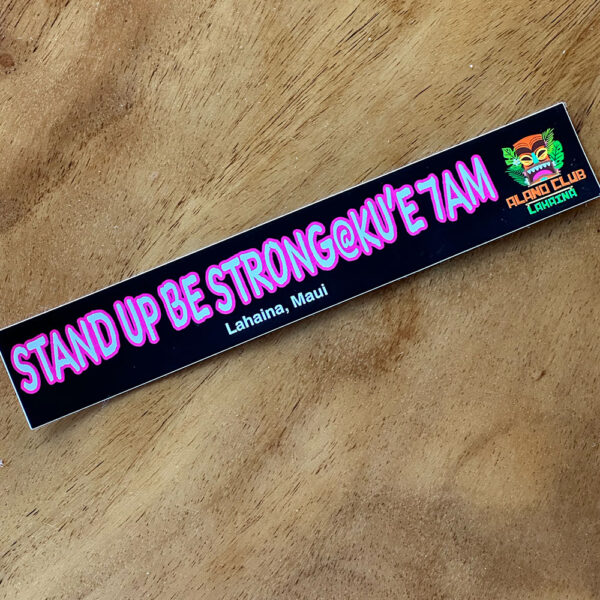 STAND UP BE STRONG@KU'E 7AM
Lahaina, Maui
ALANO CLUB
LAHAINA